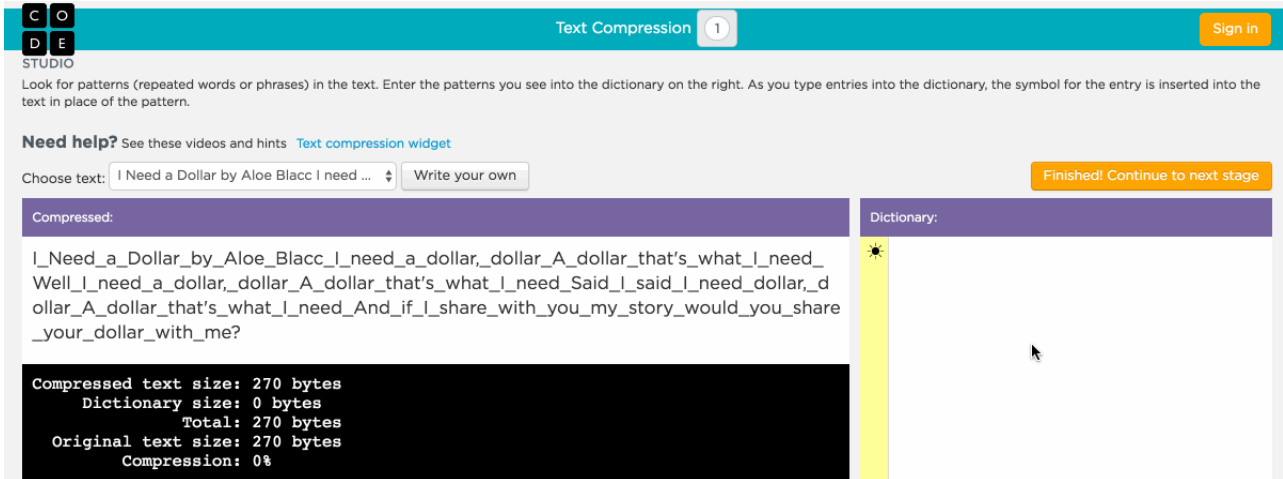 CODE
STUDIO
Text Compression 1
Sign in
Look for patterns (repeated words or phrases) in the text. Enter the patterns you see into the dictionary on the right. As you type entries into the dictionary, the symbol for the entry is inserted into the
text in place of the pattern.
Need help? See these videos and hints Text compression widget
Choose text: I Need a Dollar by Aloe Blacc I need ... Write your own
Finished! Continue to next stage
Compressed:
Dictionary:
I_Need_a_Dollar_by_Aloe_Blacc_I_need_a_dollar,_dollar_A_dollar_that's_what_I_need_
Well_I_need_a_dollar,_dollar_A_dollar_that's_what_I_need_Said_I_said_I_need_dollar,_d
ollar_A_dollar_that's_what_I_need_And_if_I_share_with_you_my_story_would_you_share
_your_dollar_with_me?
Compressed text size: 270 bytes
Dictionary size: 0 bytes
Total: 270 bytes
Original text size: 270 bytes
Compression: 0%